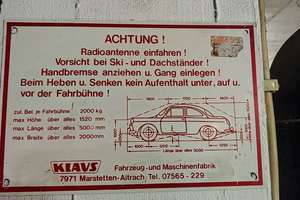 ACHTUNG !
Radioantenne einfahren !
Vorsicht bei Ski - und Dachständer !
Handbremse anziehen u. Gang einlegen !
Beim Heben u. Senken kein Aufenthalt unter, auf u.
vor der Fahrbühne !
zul. Bel. je Fahrbühne 2000 kg
max Höhe über alles 1520 mm
max Länge über alles 5000 mm
max Breite über alles 2000mm
KLAUS Fahrzeug- und Maschinenfabrik
7971 Marstetten-Aitrach, Tel. 07565 - 229